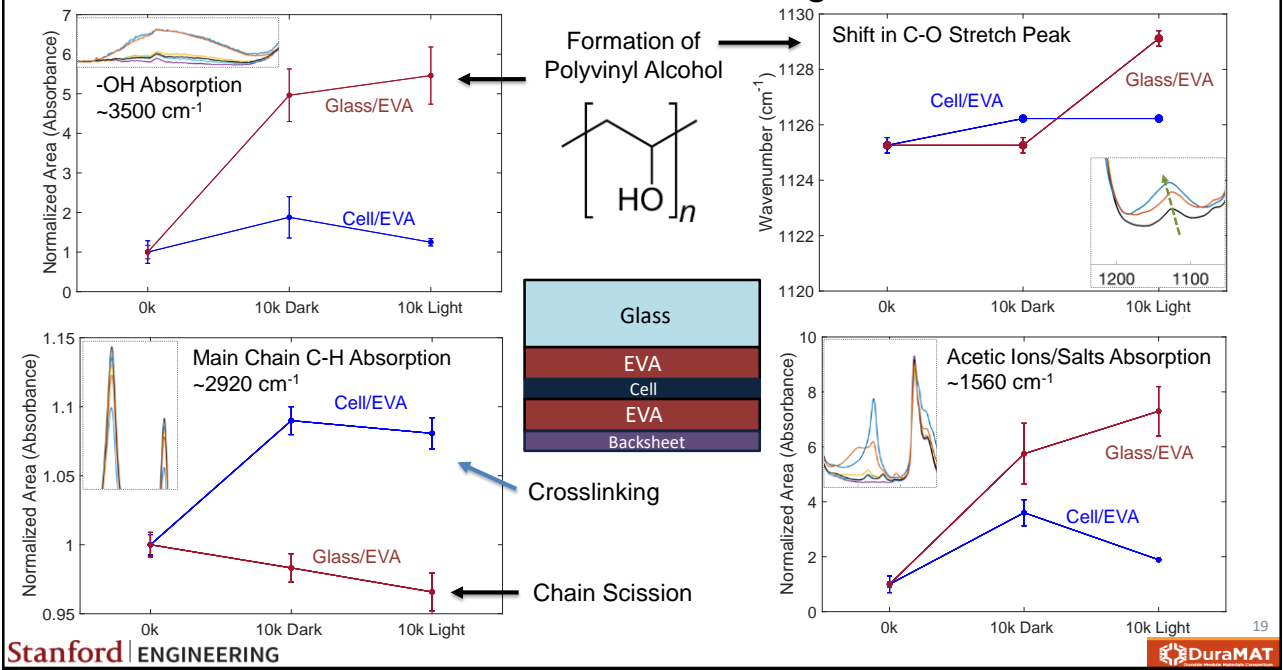 7
6
5
4
3
2
1
0
Normalized Area (Absorbance)
-OH Absorption
~3500 cm-1
Glass/EVA
Cell/EVA
0k
10k Dark
10k Light
Formation of
Polyvinyl Alcohol
HO
n
1130
1128
1126
1124
1122
1120
Wavenumber (cm-1)
Shift in C-O Stretch Peak
Glass/EVA
Cell/EVA
1200
1100
0k
10k Dark
10k Light
Glass
EVA
Cell
EVA
Backsheet
1.15
1.1
1.05
1
0.95
Normalized Area (Absorbance)
Main Chain C-H Absorption
~2920 cm-1
Cell/EVA
Glass/EVA
0k
10k Dark
10k Light
Crosslinking
Chain Scission
10
8
6
4
2
0
Normalized Area (Absorbance)
Acetic Ions/Salts Absorption
~1560 cm-1
Glass/EVA
Cell/EVA
0k
10k Dark
10k Light
19
Stanford ENGINEERING
DuraMAT